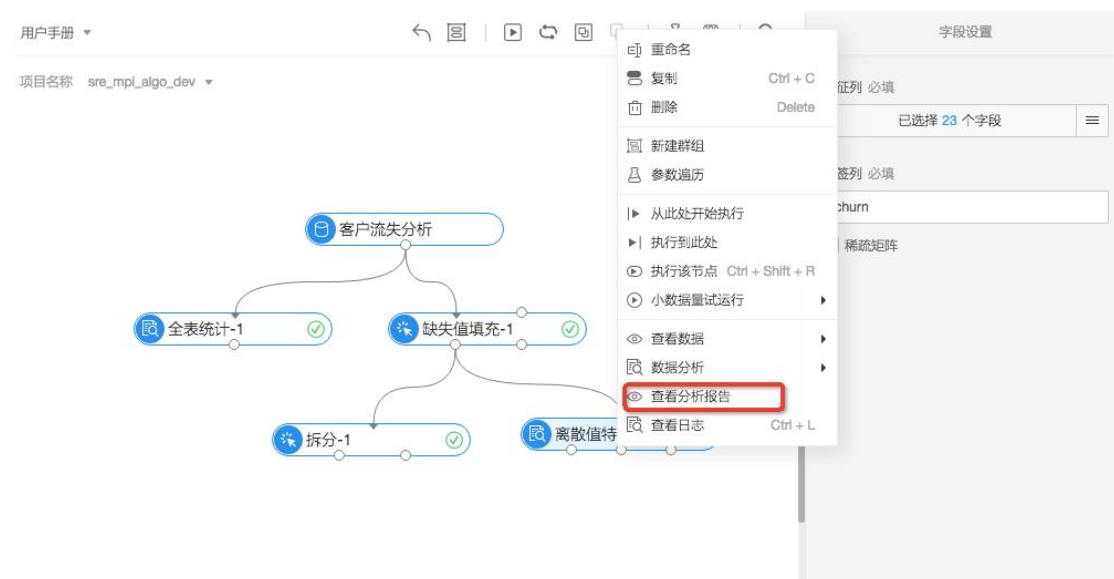 用户手册
字段设置
项目名称 sre_mpi_algo_dev
重命名
复制 Ctrl + C
删除 Delete
新建群组
参数遍历
从此处开始执行
执行到此处
执行该节点 Ctrl + Shift + R
小数据量试运行
查看数据
数据分析
查看分析报告
查看日志 Ctrl + L
征列 必填
已选择 23 个字段
签列 必填
churn
稀疏矩阵
客户流失分析
全表统计-1
缺失值填充-1
拆分-1
离散值特